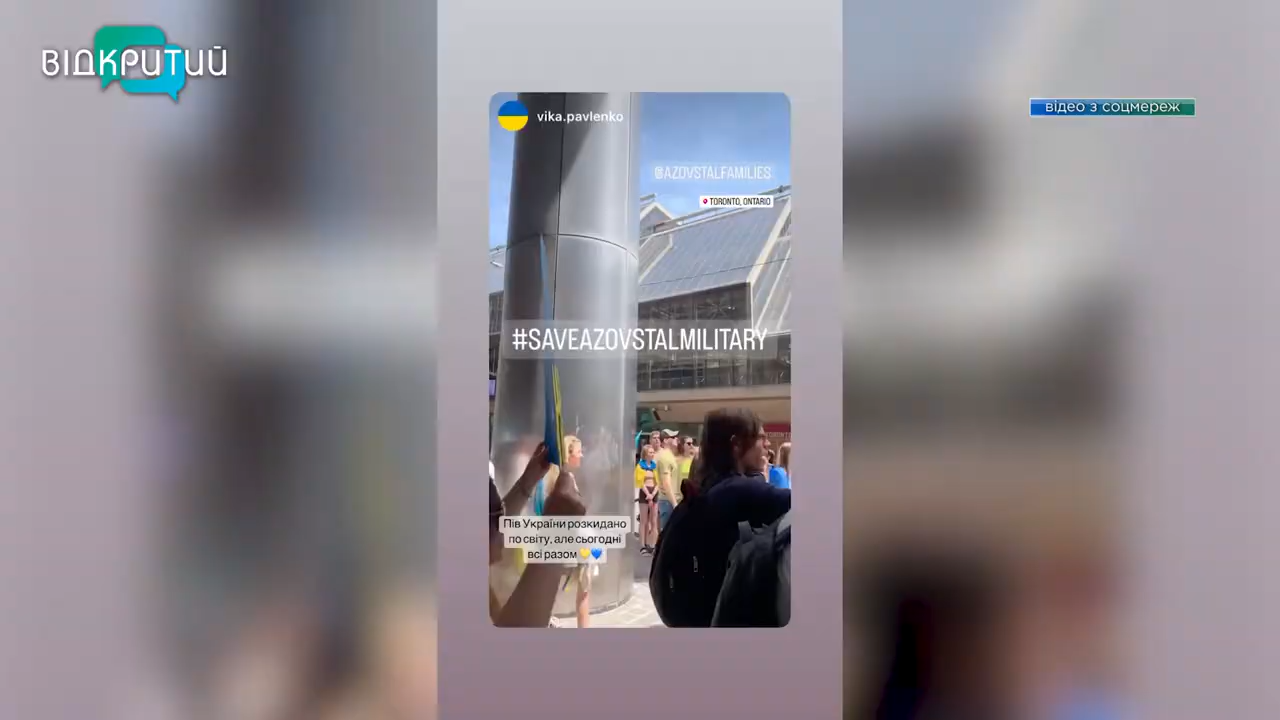 ВІДКРИТИЙ
відео з соцмереж
vika.pavlenko
@AZOVSTALFAMILIES
TORONTO, ONTARIO
#SAVEAZOVSTALMILITARY
Пів України розкидано
по світу, але сьогодні
всі разом 💛💙